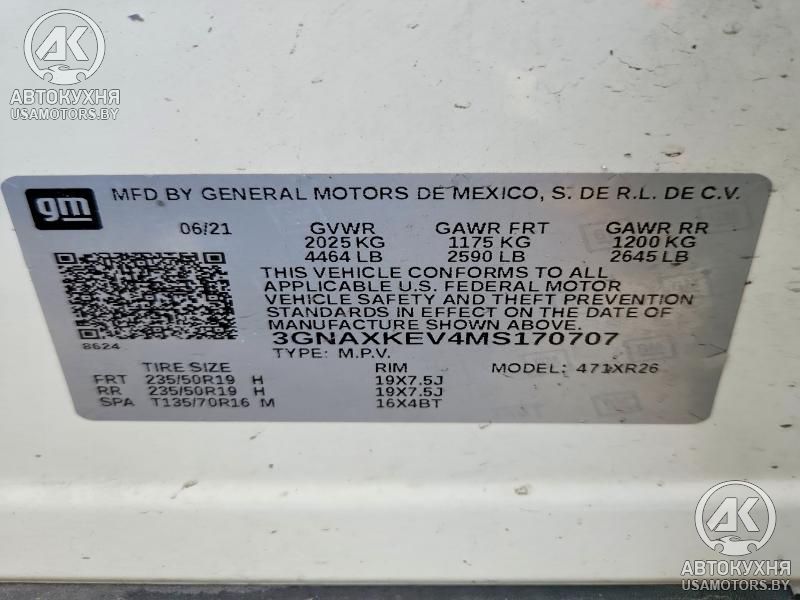 AK
АВТОКУХНЯ
USAMOTORS.BY
gm MFD BY GENERAL MOTORS DE MEXICO, S. DE R.L. DE C.V.
06/21 GVWR GAWR FRT GAWR RR
2025 KG 1175 KG 1200 KG
4464 LB 2590 LB 2645 LB
THIS VEHICLE CONFORMS TO ALL
APPLICABLE U.S. FEDERAL MOTOR
VEHICLE SAFETY AND THEFT PREVENTION
STANDARDS IN EFFECT ON THE DATE OF
MANUFACTURE SHOWN ABOVE.
8624 3GNAXKEV4MS170707
TYPE: M.P.V. MODEL: 471XR26
TIRE SIZE RIM
FRT 235/50R19 H 19X7.5J
RR 235/50R19 H 19X7.5J
SPA T135/70R16 M 16X4BT
AK
АВТОКУХНЯ
USAMOTORS.BY